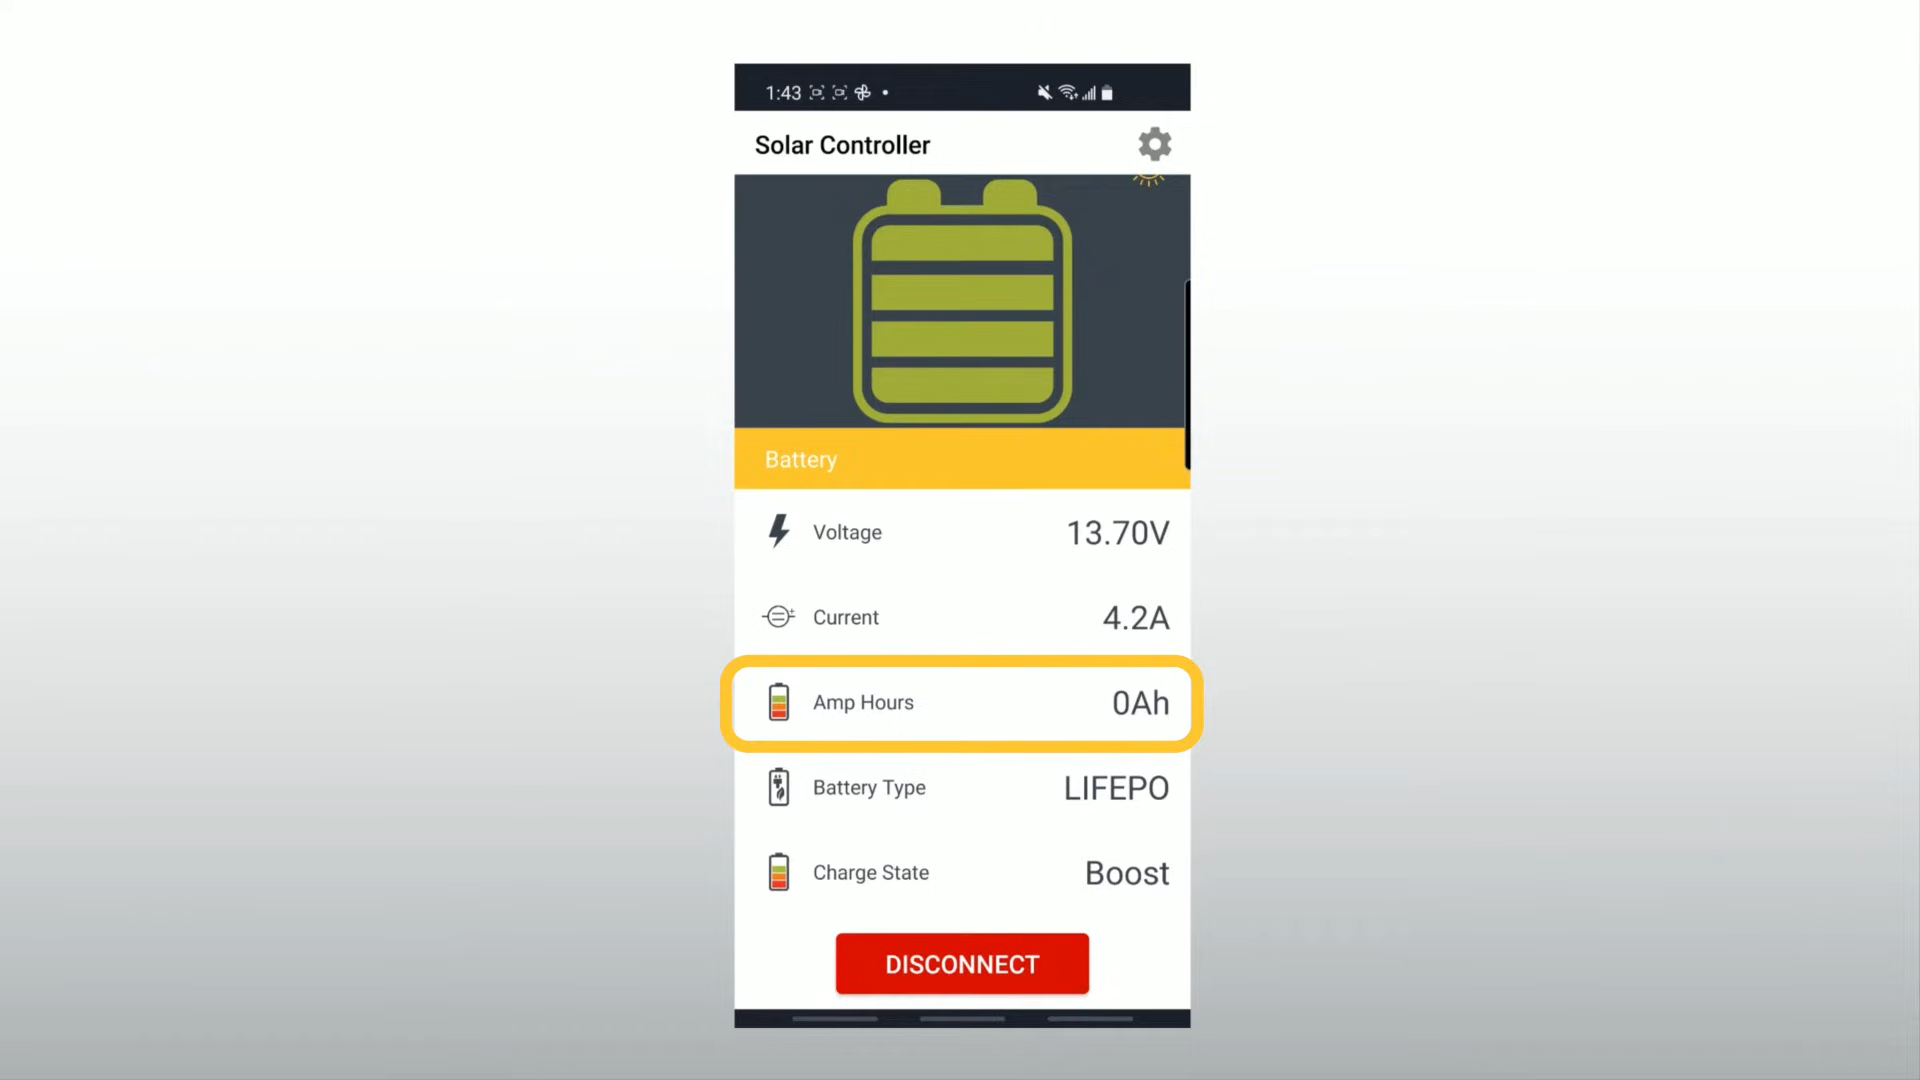 1:43
Solar Controller
Battery
Voltage 13.70V
Current 4.2A
Amp Hours 0Ah
Battery Type LIFEPO
Charge State Boost
DISCONNECT